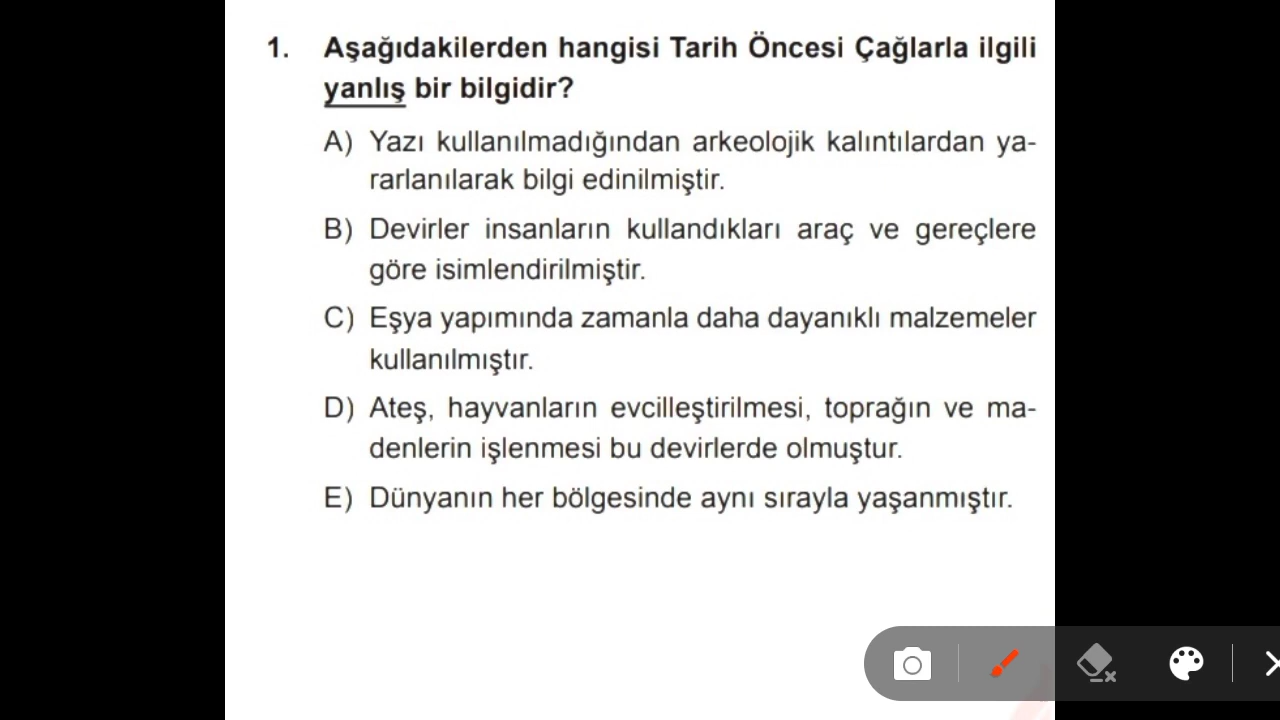 1. Aşağıdakilerden hangisi Tarih Öncesi Çağlarla ilgili
yanlış bir bilgidir?
A) Yazı kullanılmadığından arkeolojik kalıntılardan ya-
rarlanılarak bilgi edinilmiştir.
B) Devirler insanların kullandıkları araç ve gereçlere
göre isimlendirilmiştir.
C) Eşya yapımında zamanla daha dayanıklı malzemeler
kullanılmıştır.
D) Ateş, hayvanların evcilleştirilmesi, toprağın ve ma-
denlerin işlenmesi bu devirlerde olmuştur.
E) Dünyanın her bölgesinde aynı sırayla yaşanmıştır.